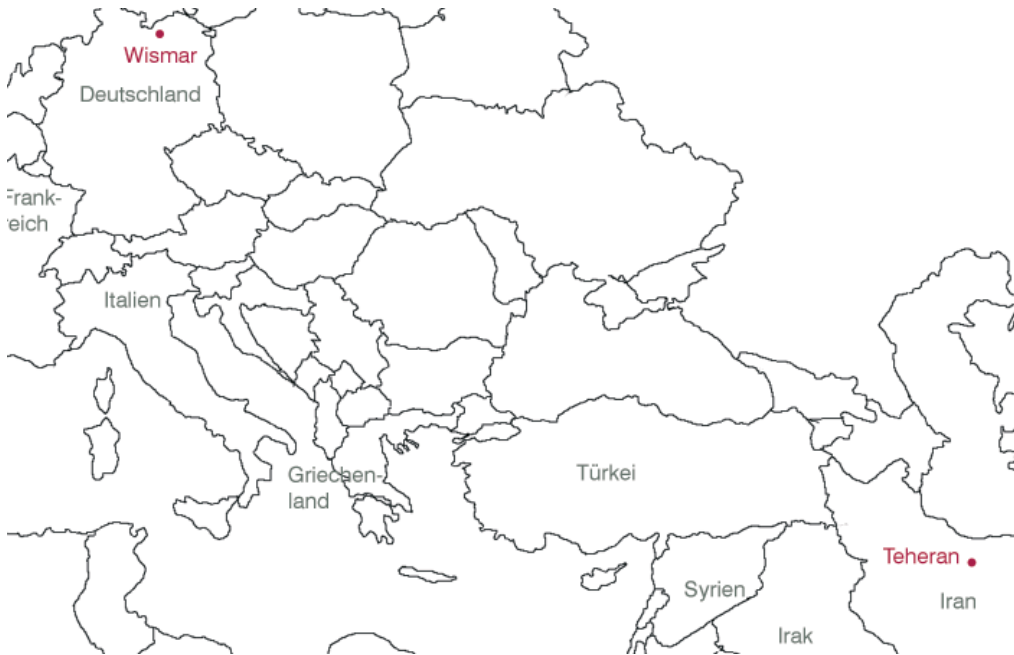 Wismar
Deutschland
Frank-
reich
Italien
Griechen-
land
Türkei
Teheran
Syrien
Iran
Irak